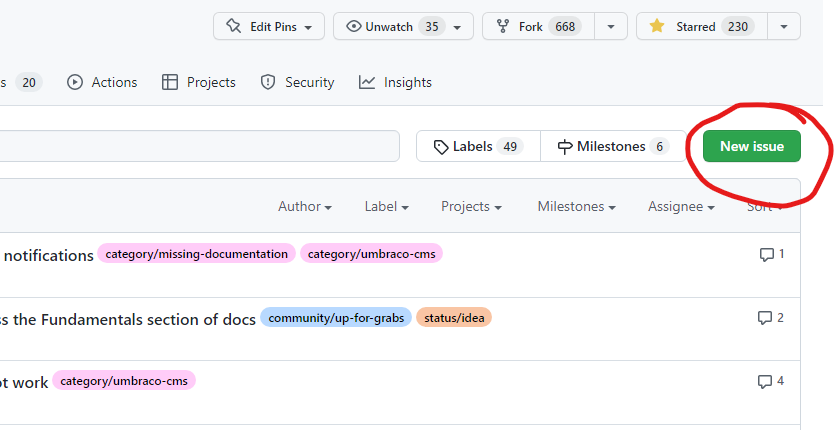 Edit Pins Unwatch 35 Fork 668 Starred 230
20 Actions Projects Security Insights
Labels 49 Milestones 6 New issue
Author Label Projects Milestones Assignee Sort
notifications category/missing-documentation category/umbraco-cms 1
the Fundamentals section of docs community/up-for-grabs status/idea 2
work category/umbraco-cms 4